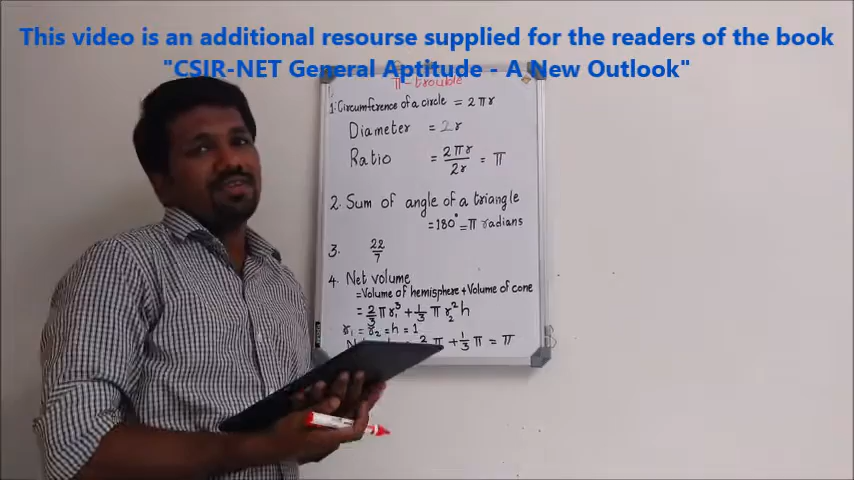 This video is an additional resourse supplied for the readers of the book
"CSIR-NET General Aptitude - A New Outlook"
π-trouble
1. Circumference of a circle = 2πr
Diameter = 2r
Ratio = 2πr/2r = π
2. Sum of angle of a triangle
= 180° = π radians
3. 22/7
4. Net volume
= Volume of hemisphere + Volume of cone
= 2/3 πr₁³ + 1/3 π r₂² h
r₁ = r₂ = h = 1
π + 1/3 π = π